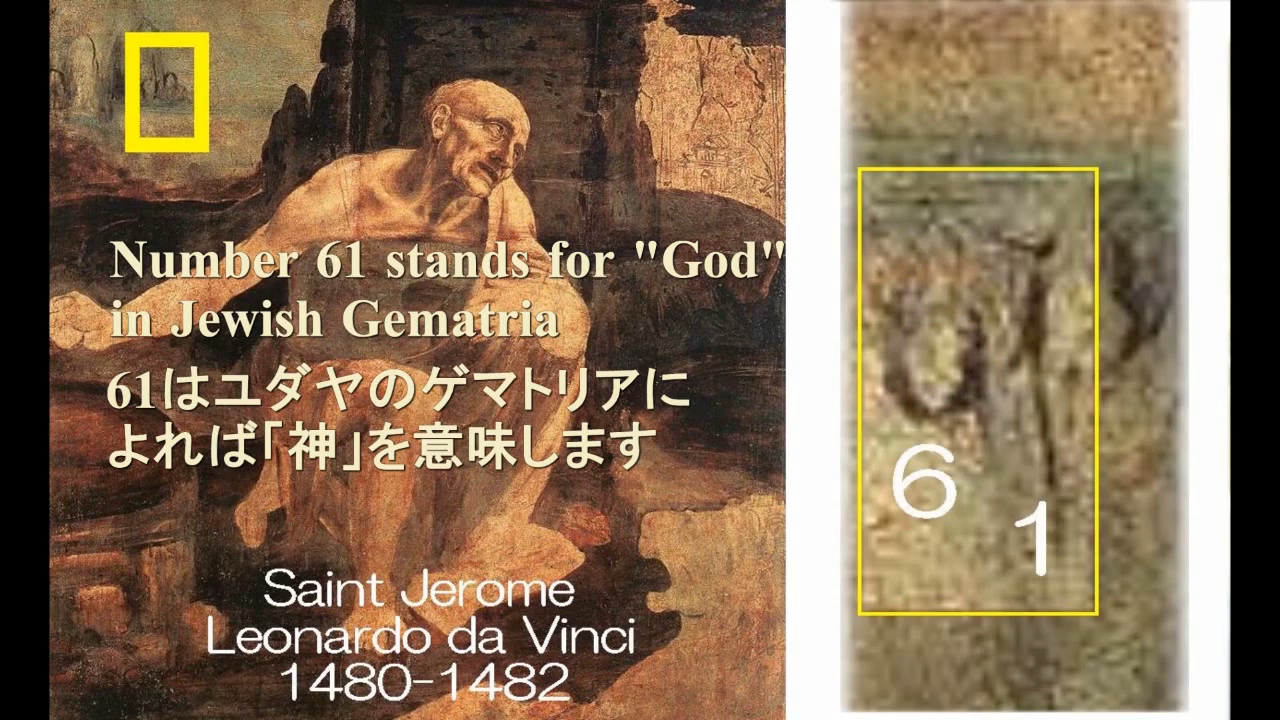 Number 61 stands for "God"
in Jewish Gematria
61はユダヤのゲマトリアに
よれば「神」を意味します
Saint Jerome
Leonardo da Vinci
1480-1482
6
1